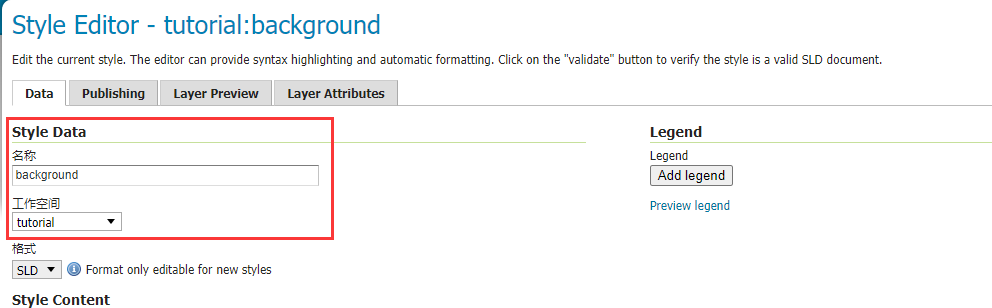 Style Editor - tutorial:background
Edit the current style. The editor can provide syntax highlighting and automatic formatting. Click on the "validate" button to verify the style is a valid SLD document.
Data Publishing Layer Preview Layer Attributes
Style Data
名称
background
工作空间
tutorial
格式
SLD Format only editable for new styles
Style Content
Legend
Legend
Add legend
Preview legend